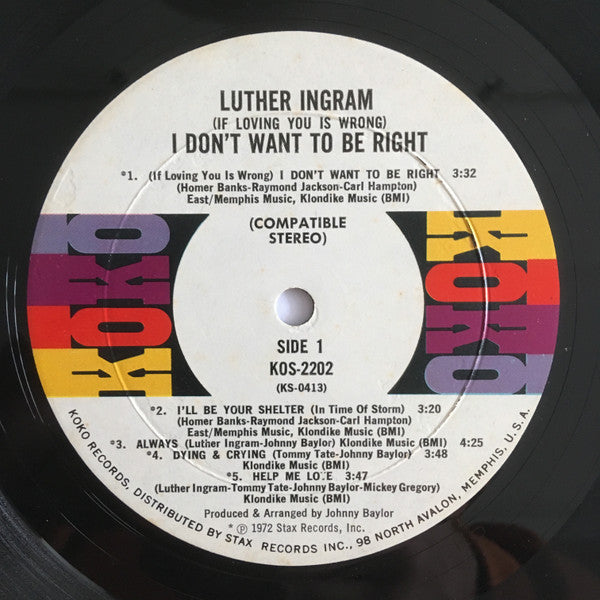 LUTHER INGRAM
(IF LOVING YOU IS WRONG)
I DON'T WANT TO BE RIGHT
*1. (If Loving You Is Wrong) I DON'T WANT TO BE RIGHT 3:32
(Homer Banks-Raymond Jackson-Carl Hampton)
East/Memphis Music, Klondike Music (BMI)
(COMPATIBLE
STEREO)
KOKO
KOKO
SIDE 1
KOS-2202
(KS-0413)
*2. I'LL BE YOUR SHELTER (In Time Of Storm) 3:20
(Homer Banks-Raymond Jackson-Carl Hampton)
East/Memphis Music, Klondike Music (BMI)
*3. ALWAYS (Luther Ingram-Johnny Baylor) Klondike Music (BMI) 4:25
*4. DYING & CRYING (Tommy Tate-Johnny Baylor) 3:48
Klondike Music (BMI)
*5. HELP ME LOVE 3:47
(Luther Ingram-Tommy Tate-Johnny Baylor-Mickey Gregory)
Klondike Music (BMI)
Produced & Arranged by Johnny Baylor
*℗ 1972 Stax Records, Inc.
KOKO RECORDS, DISTRIBUTED BY STAX RECORDS INC., 98 NORTH AVALON, MEMPHIS, U.S.A.